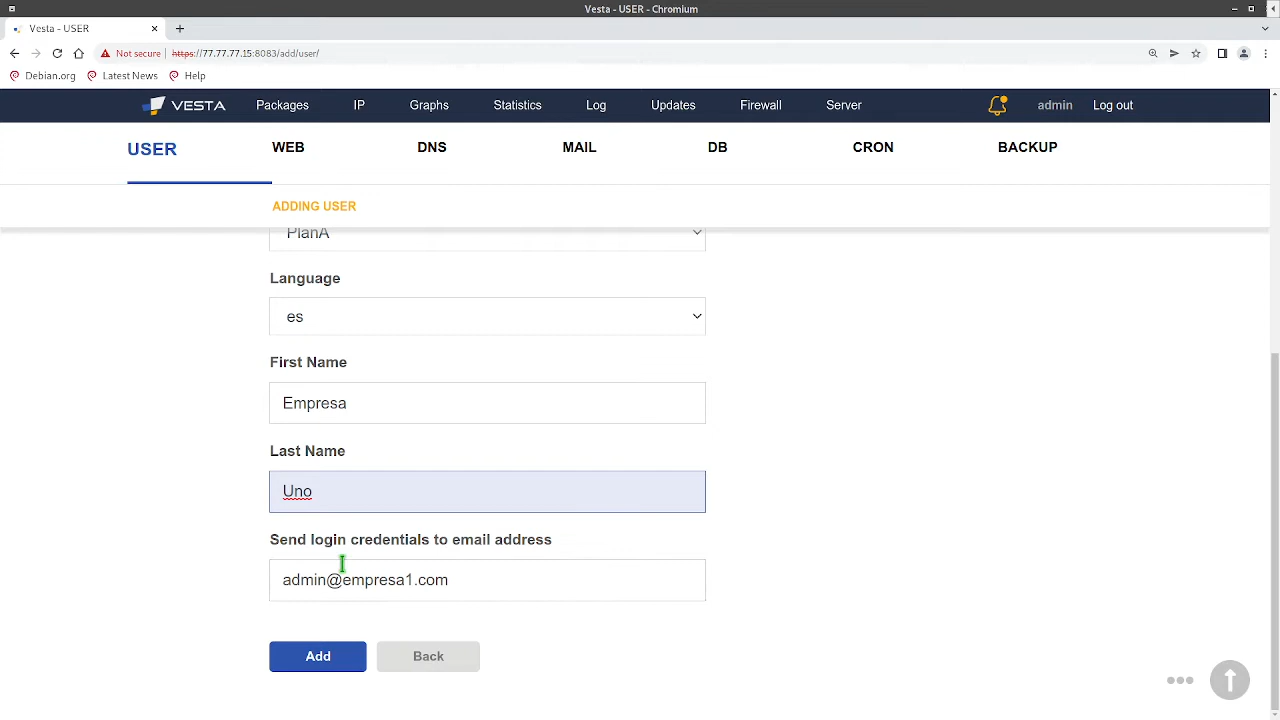 Vesta - USER - Chromium
Vesta - USER
Not secure https://77.77.77.15:8083/add/user/
Debian.org Latest News Help
VESTA Packages IP Graphs Statistics Log Updates Firewall Server admin Log out
USER WEB DNS MAIL DB CRON BACKUP
ADDING USER
PlanA
Language
es
First Name
Empresa
Last Name
Uno
Send login credentials to email address
admin@empresa1.com
Add Back